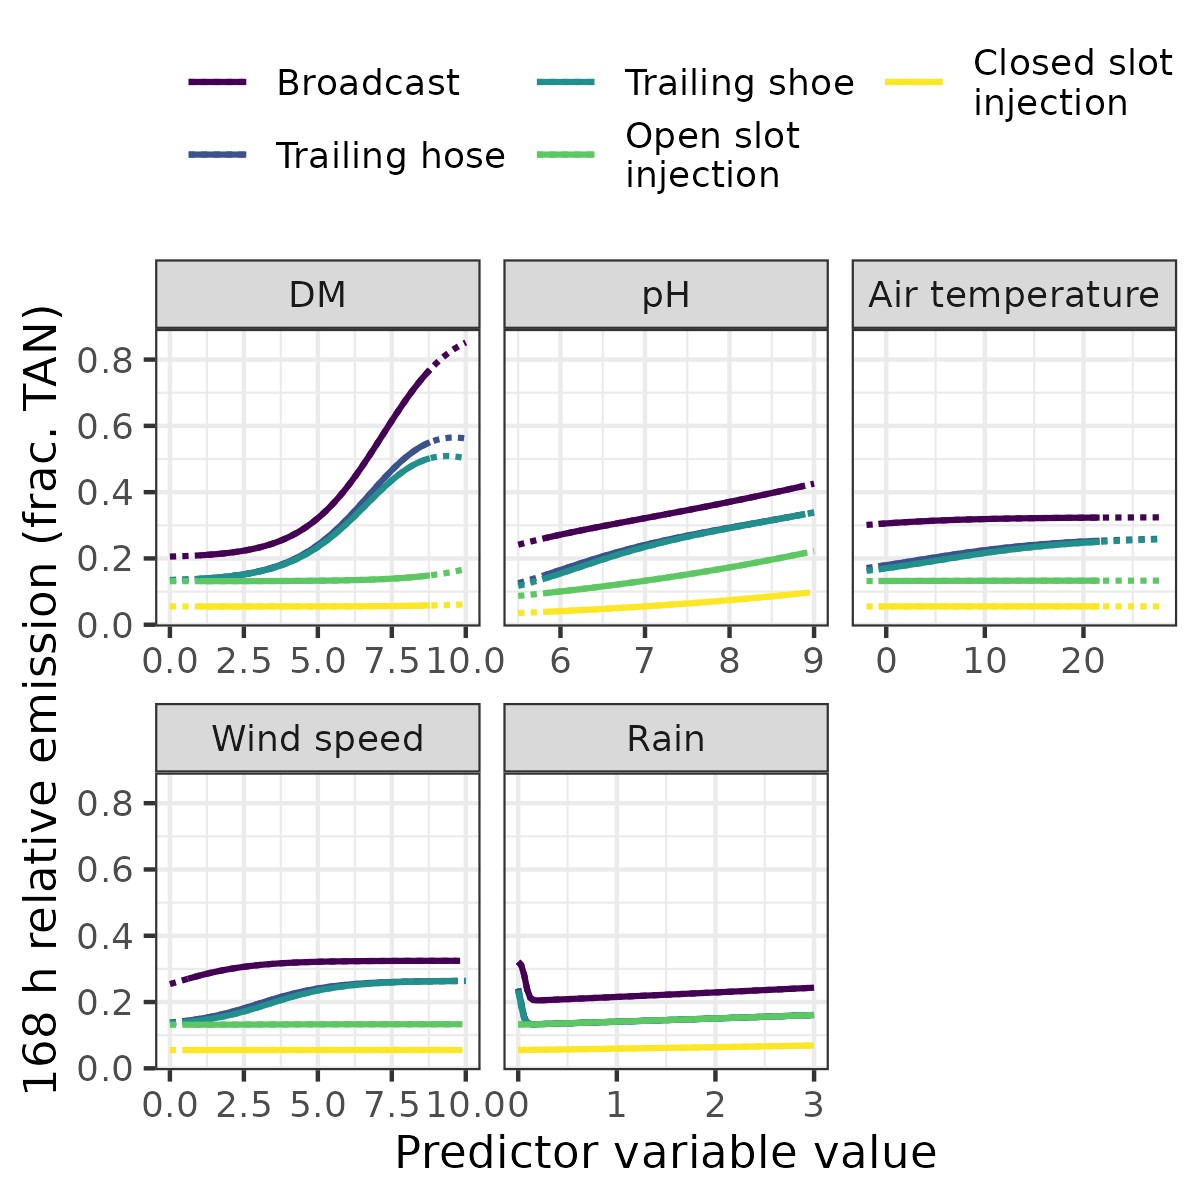 Broadcast
Trailing hose
Trailing shoe
Open slot
injection
Closed slot
injection
168 h relative emission (frac. TAN)
DM
pH
Air temperature
0.8
0.6
0.4
0.2
0.0
0.0 2.5 5.0 7.5 10.0
6 7 8 9
0 10 20
Wind speed
Rain
0.8
0.6
0.4
0.2
0.0
0.0 2.5 5.0 7.5 10.0
0 1 2 3
Predictor variable value